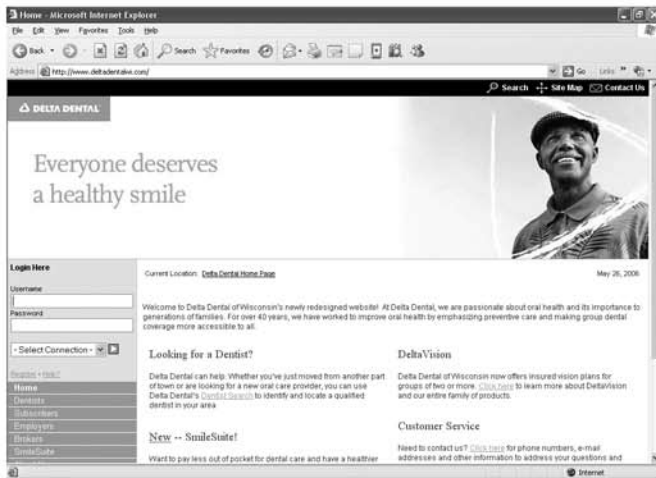 Home - Microsoft Internet Explorer
File Edit View Favorites Tools Help
Back Search Favorites
Address http://www.deltadentalwi.com/ Go Links »
Search Site Map Contact Us
DELTA DENTAL
Everyone deserves
a healthy smile
Login Here
Username
Password
- Select Connection -
Register - Help?
Home
Dentists
Subscribers
Employers
Brokers
SmileSuite
Current Location: Delta Dental Home Page May 26, 2006
Welcome to Delta Dental of Wisconsin's newly redesigned website! At Delta Dental, we are passionate about oral health and its importance to
generations of families. For over 40 years, we have worked to improve oral health by emphasizing preventive care and making group dental
coverage more accessible to all.
Looking for a Dentist?
Delta Dental can help. Whether you've just moved from another part
of town or are looking for a new oral care provider, you can use
Delta Dental's Dentist Search to identify and locate a qualified
dentist in your area
New -- SmileSuite!
Want to pay less out of pocket for dental care and have a healthier
DeltaVision
Delta Dental of Wisconsin now offers insured vision plans for
groups of two or more. Click here to learn more about DeltaVision
and our entire family of products.
Customer Service
Need to contact us? Click here for phone numbers, e-mail
addresses and other information to address your questions and
Internet